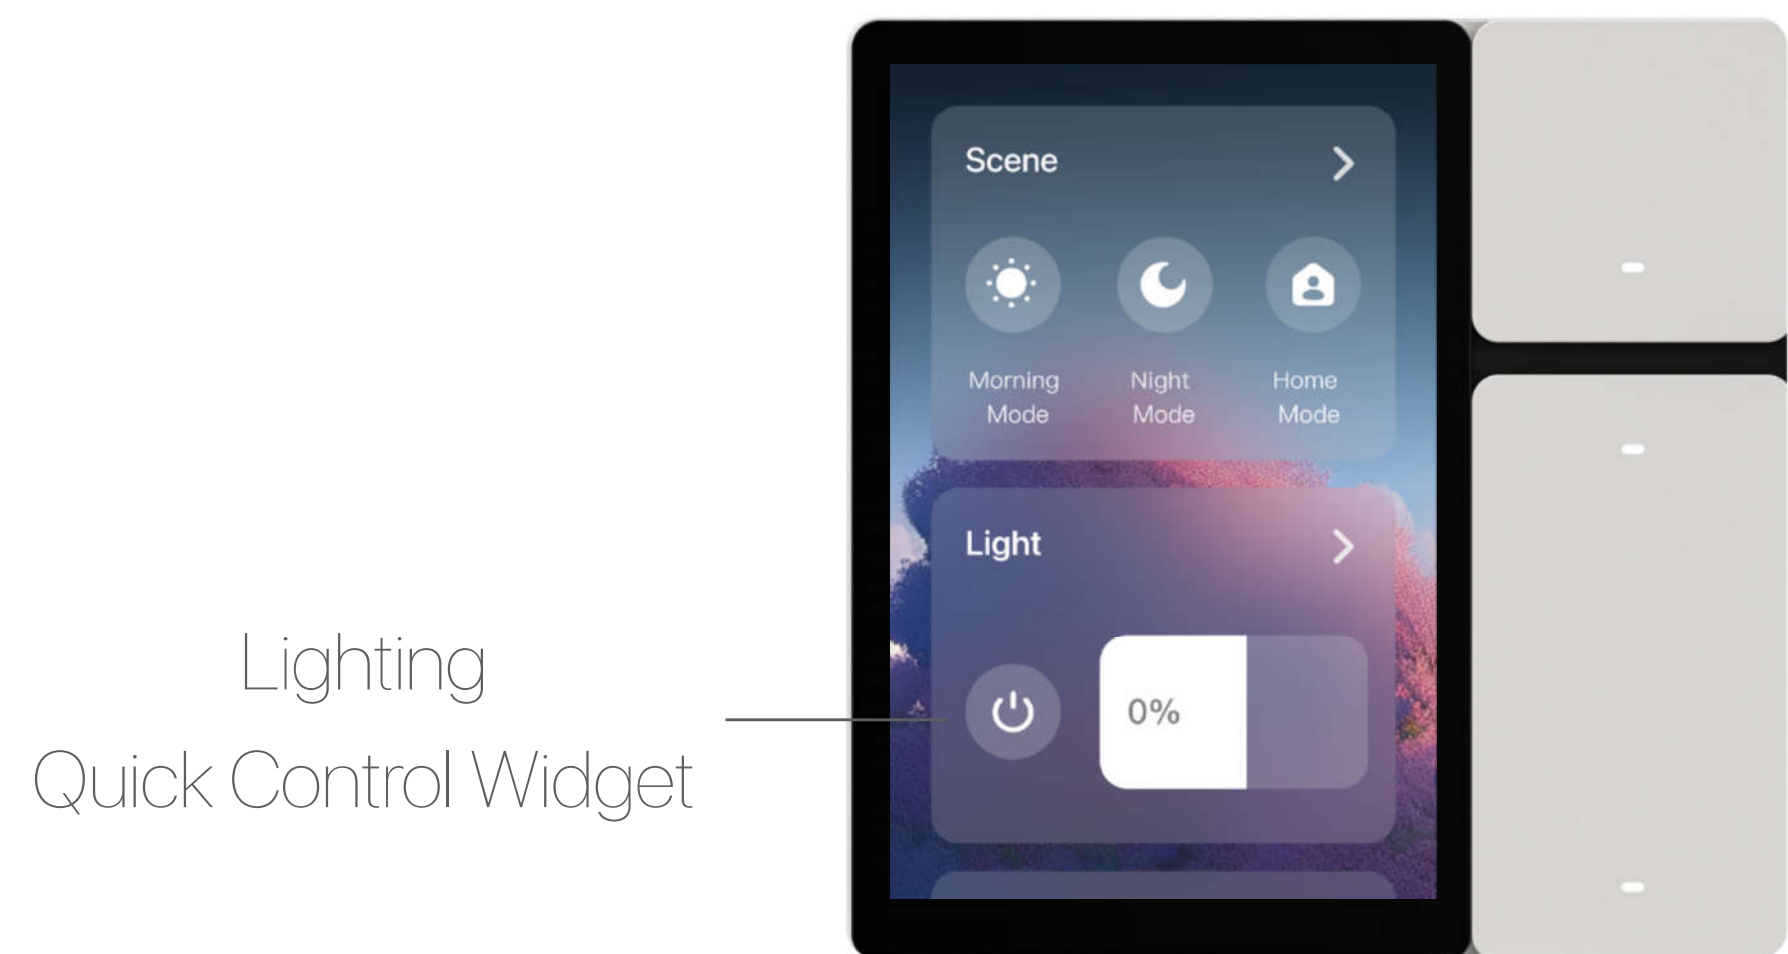 Lighting
Quick Control Widget
Scene
Morning Mode
Night Mode
Home Mode
Light
0%